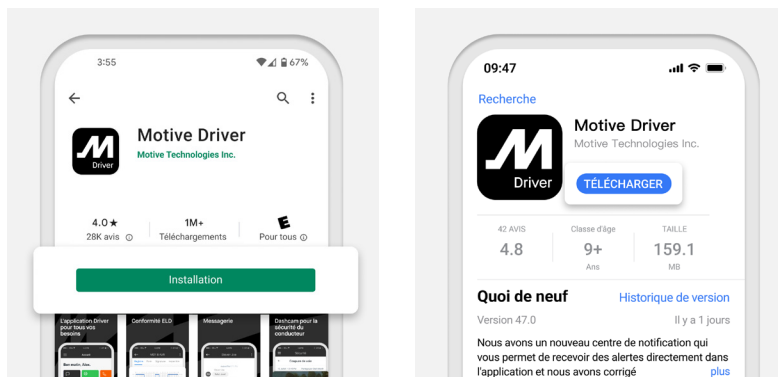 3:55
67%
Motive Driver
Motive Technologies Inc.
M
Driver
4.0★
28K avis
1M+
Téléchargements
E
Pour tous
Installation
L'application Driver
pour tous vos
besoins
Conformité ELD
Messagerie
Dashcam pour la
sécurité du
conducteur
09:47
Recherche
M
Driver
Motive Driver
Motive Technologies Inc.
TÉLÉCHARGER
42 AVIS
4.8
Classe d'âge
9+
Ans
TAILLE
159.1
MB
Quoi de neuf
Historique de version
Version 47.0
Il y a 1 jours
Nous avons un nouveau centre de notification qui
vous permet de recevoir des alertes directement dans
l'application et nous avons corrigé
plus